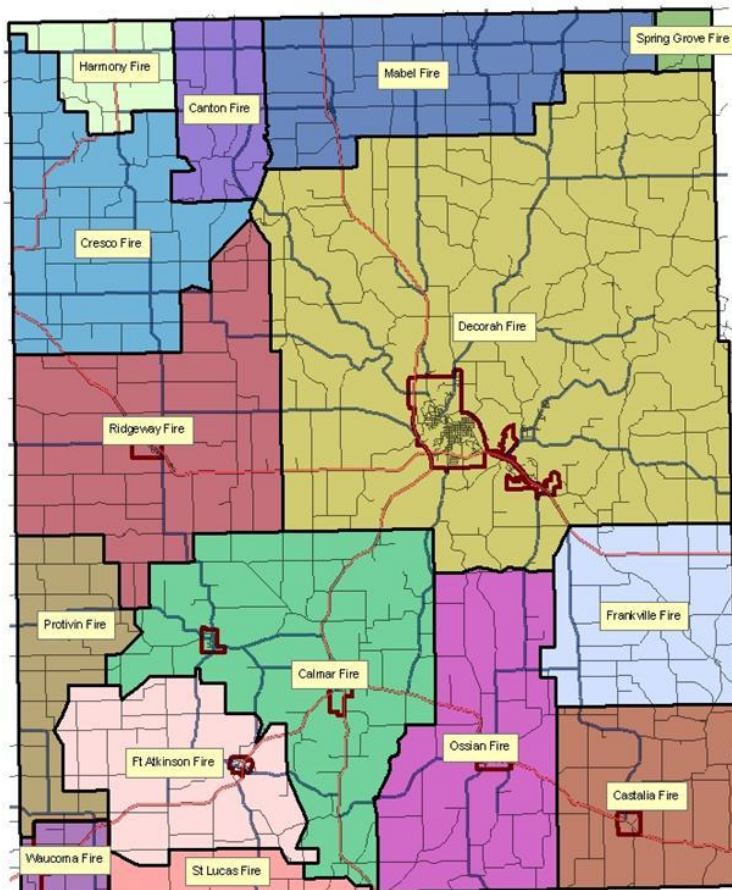 Spring Grove Fire
Harmony Fire
Mabel Fire
Canton Fire
Cresco Fire
Decorah Fire
Ridgeway Fire
Frankville Fire
Protivin Fire
Calmar Fire
Ossian Fire
Ft Atkinson Fire
Castalia Fire
Waucoma Fire
St Lucas Fire